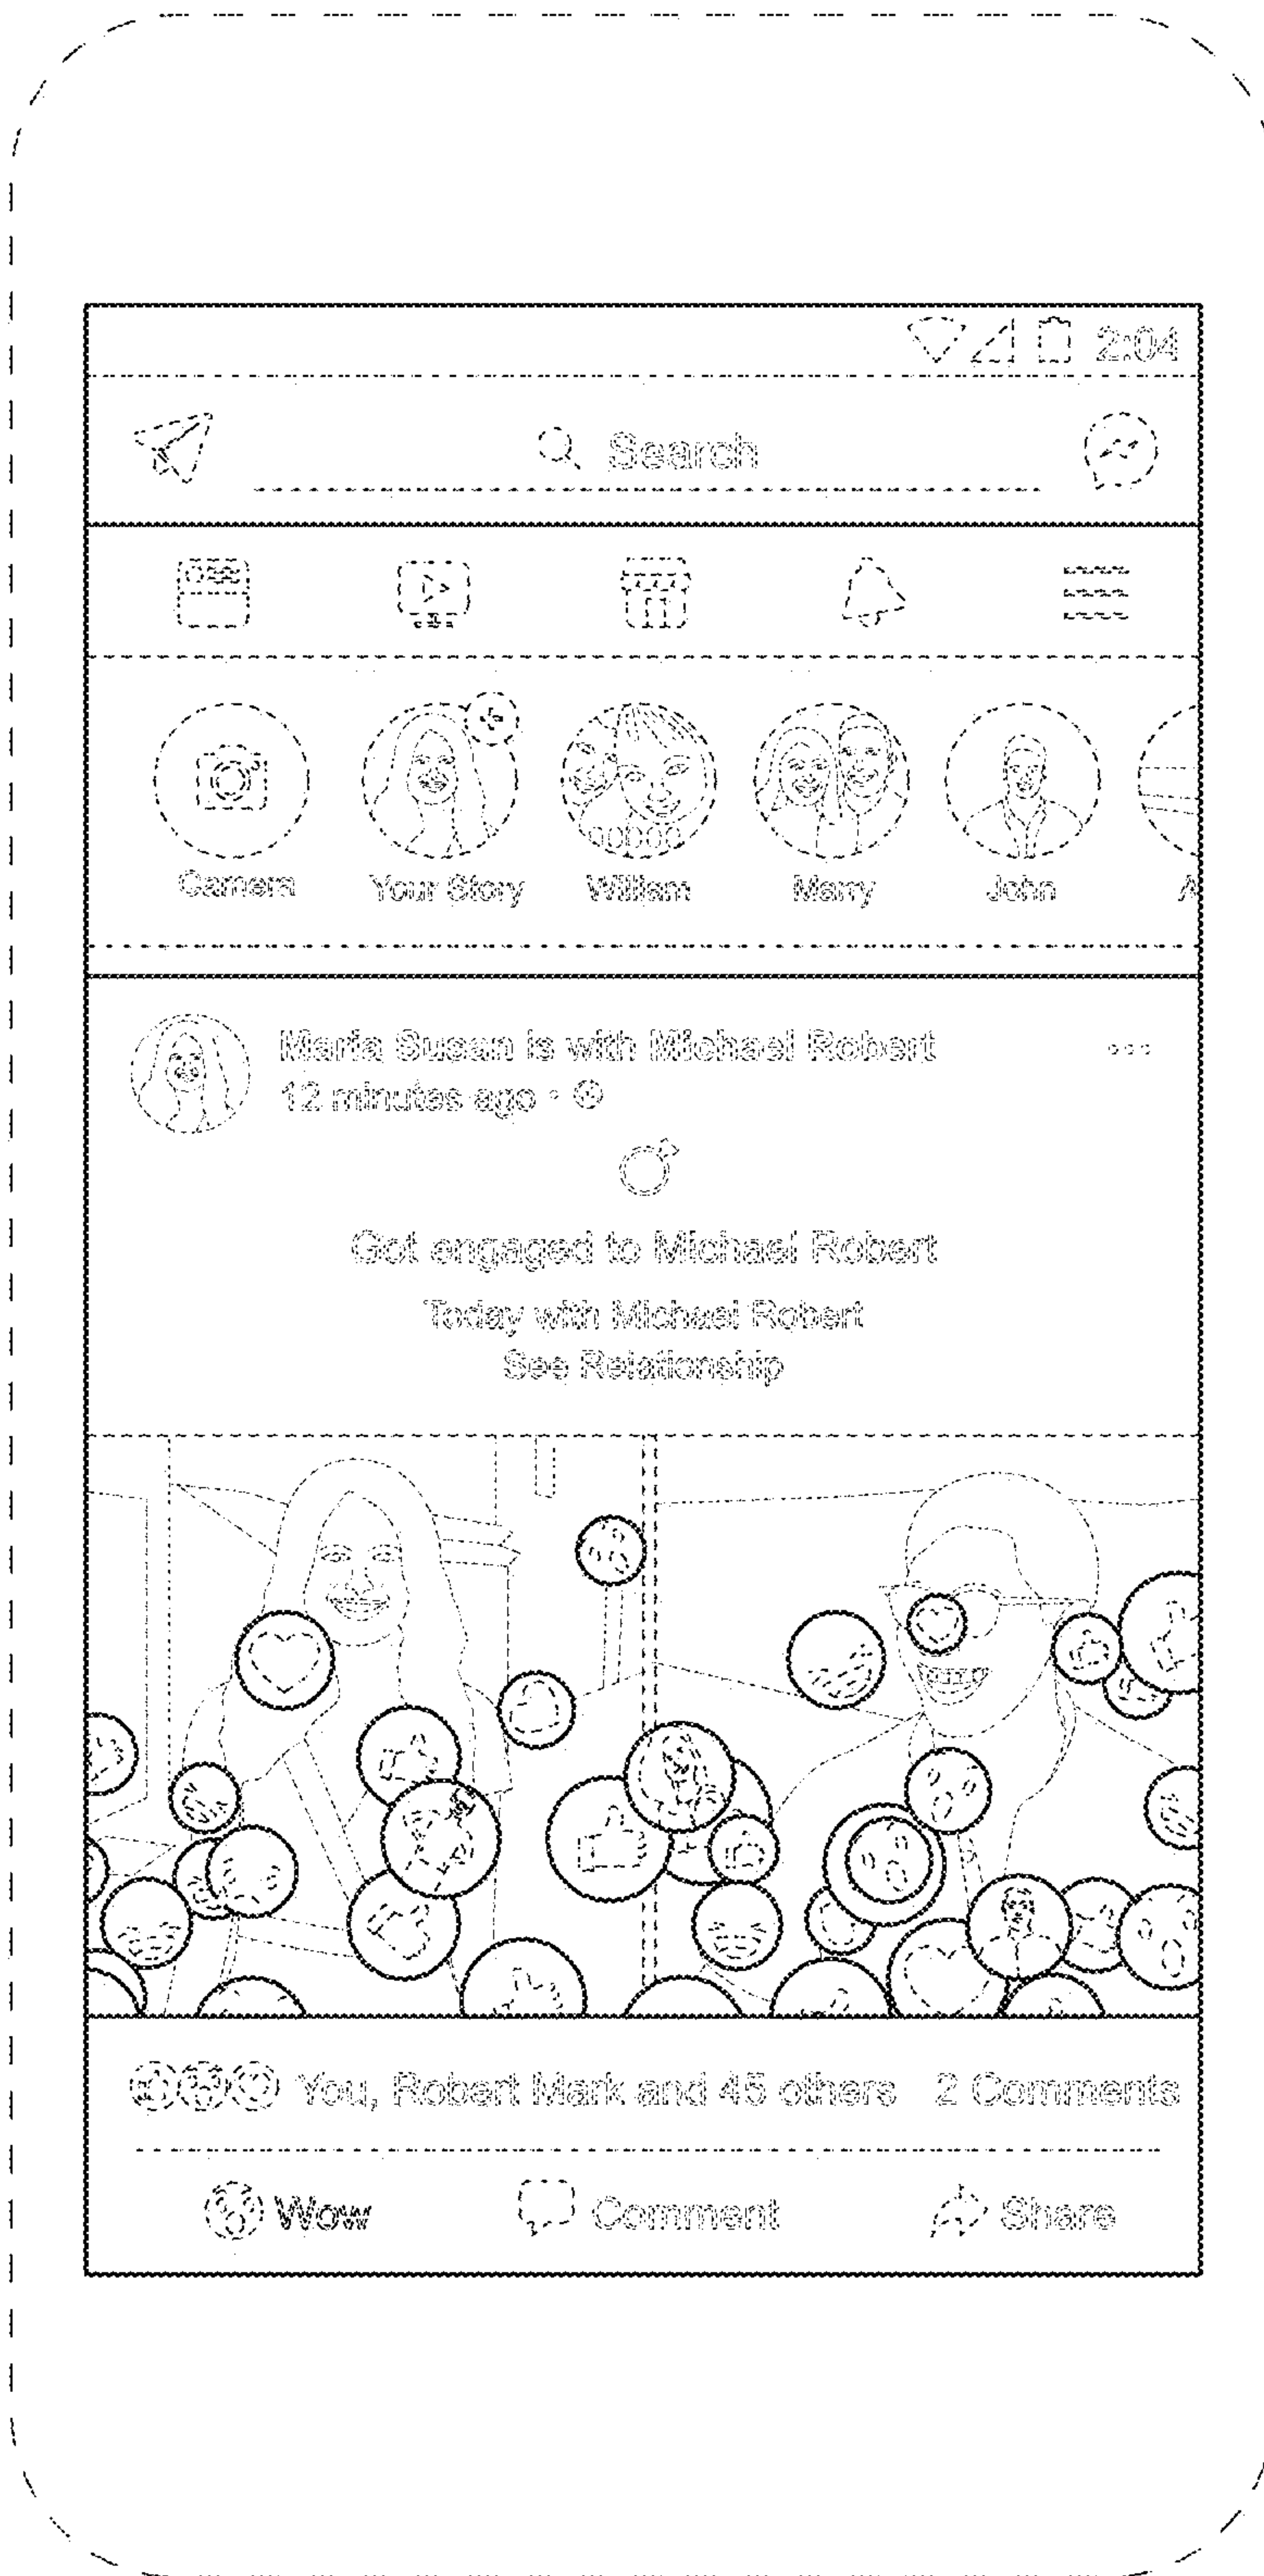 2:04
Search
Camera Your Story William Marry John A
Maria Susan is with Michael Robert
12 minutes ago
Got engaged to Michael Robert
Today with Michael Robert
See Relationship
You, Robert Mark and 45 others 2 Comments
Wow Comment Share